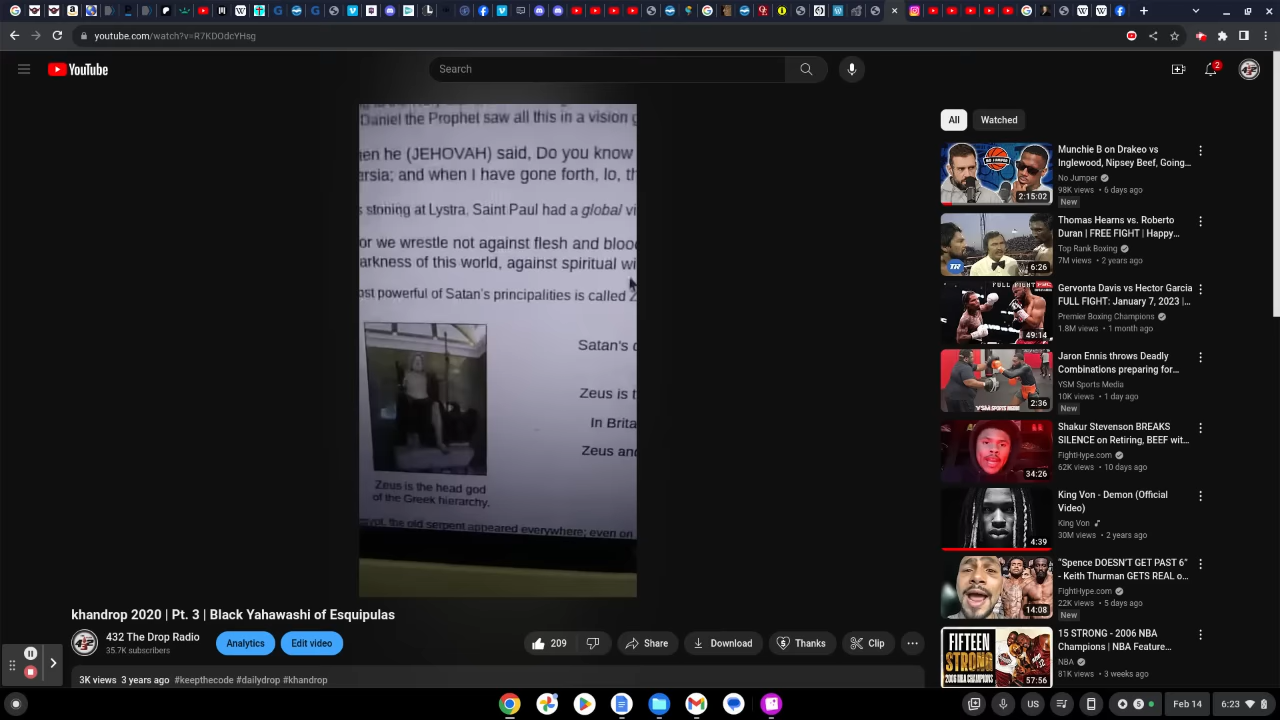 youtube.com/watch?v=R7KDOdcYHsg
YouTube
Search
2
Daniel the Prophet saw all this in a vision
he (JEHOVAH) said, Do you know
and when I have gone forth, lo,
stoning at Lystra, Saint Paul had a global
we wrestle not against flesh and
of this world, against spiritual
powerful of Satan's principalities is called
Satan's
Zeus is
In
Zeus
Zeus is the head god
of the Greek hierarchy.
the old serpent appeared everywhere; even on
khandrop 2020 | Pt. 3 | Black Yahawashi of Esquipulas
432 The Drop Radio
35.7K subscribers
Analytics
Edit video
209
Share
Download
Thanks
Clip
3K views 3 years ago #keepthecode #dailydrop #khandrop
All
Watched
Munchie B on Drakeo vs
Inglewood, Nipsey Beef, Going...
No Jumper
98K views • 6 days ago
New
2:15:02
Thomas Hearns vs. Roberto
Duran | FREE FIGHT | Happy...
Top Rank Boxing
7M views • 2 years ago
TR
6:26
Gervonta Davis vs Hector Garcia
FULL FIGHT: January 7, 2023 |...
Premier Boxing Champions
1.8M views • 1 month ago
FULL FIGHT
49:14
Jaron Ennis throws Deadly
Combinations preparing for...
YSM Sports Media
10K views • 1 day ago
New
YSM SPORTS
2:36
Shakur Stevenson BREAKS
SILENCE on Retiring, BEEF wit...
FightHype.com
62K views • 10 days ago
34:26
King Von - Demon (Official
Video)
King Von
30M views • 2 years ago
4:39
"Spence DOESN'T GET PAST 6"
- Keith Thurman GETS REAL o...
FightHype.com
22K views • 5 days ago
New
14:08
15 STRONG - 2006 NBA
Champions | NBA Feature...
NBA
81K views • 3 weeks ago
FIFTEEN
STRONG
2006 NBA CHAMPIONS
57:56
US
5
Feb 14
6:23